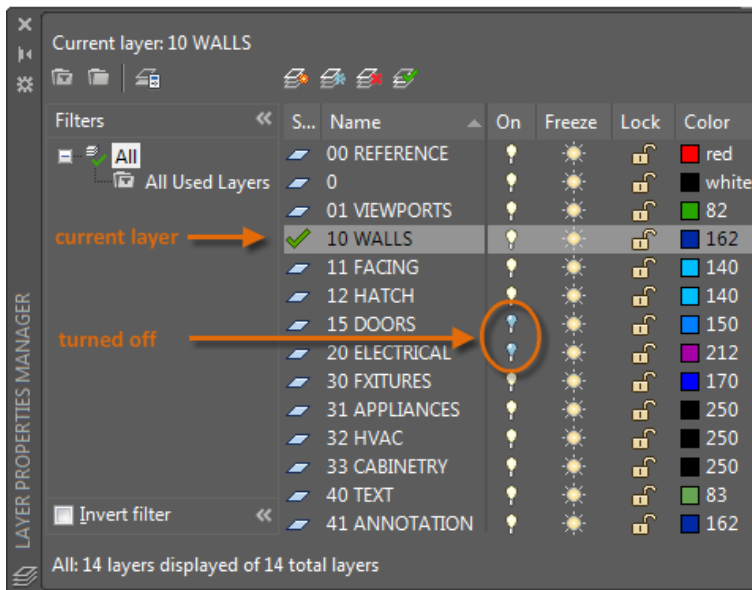 Current layer: 10 WALLS
Filters
S... Name On Freeze Lock Color
All
All Used Layers
00 REFERENCE red
0 white
01 VIEWPORTS 82
current layer
10 WALLS 162
11 FACING 140
12 HATCH 140
turned off
15 DOORS 150
20 ELECTRICAL 212
30 FXITURES 170
31 APPLIANCES 250
32 HVAC 250
33 CABINETRY 250
40 TEXT 83
41 ANNOTATION 162
Invert filter
All: 14 layers displayed of 14 total layers
LAYER PROPERTIES MANAGER